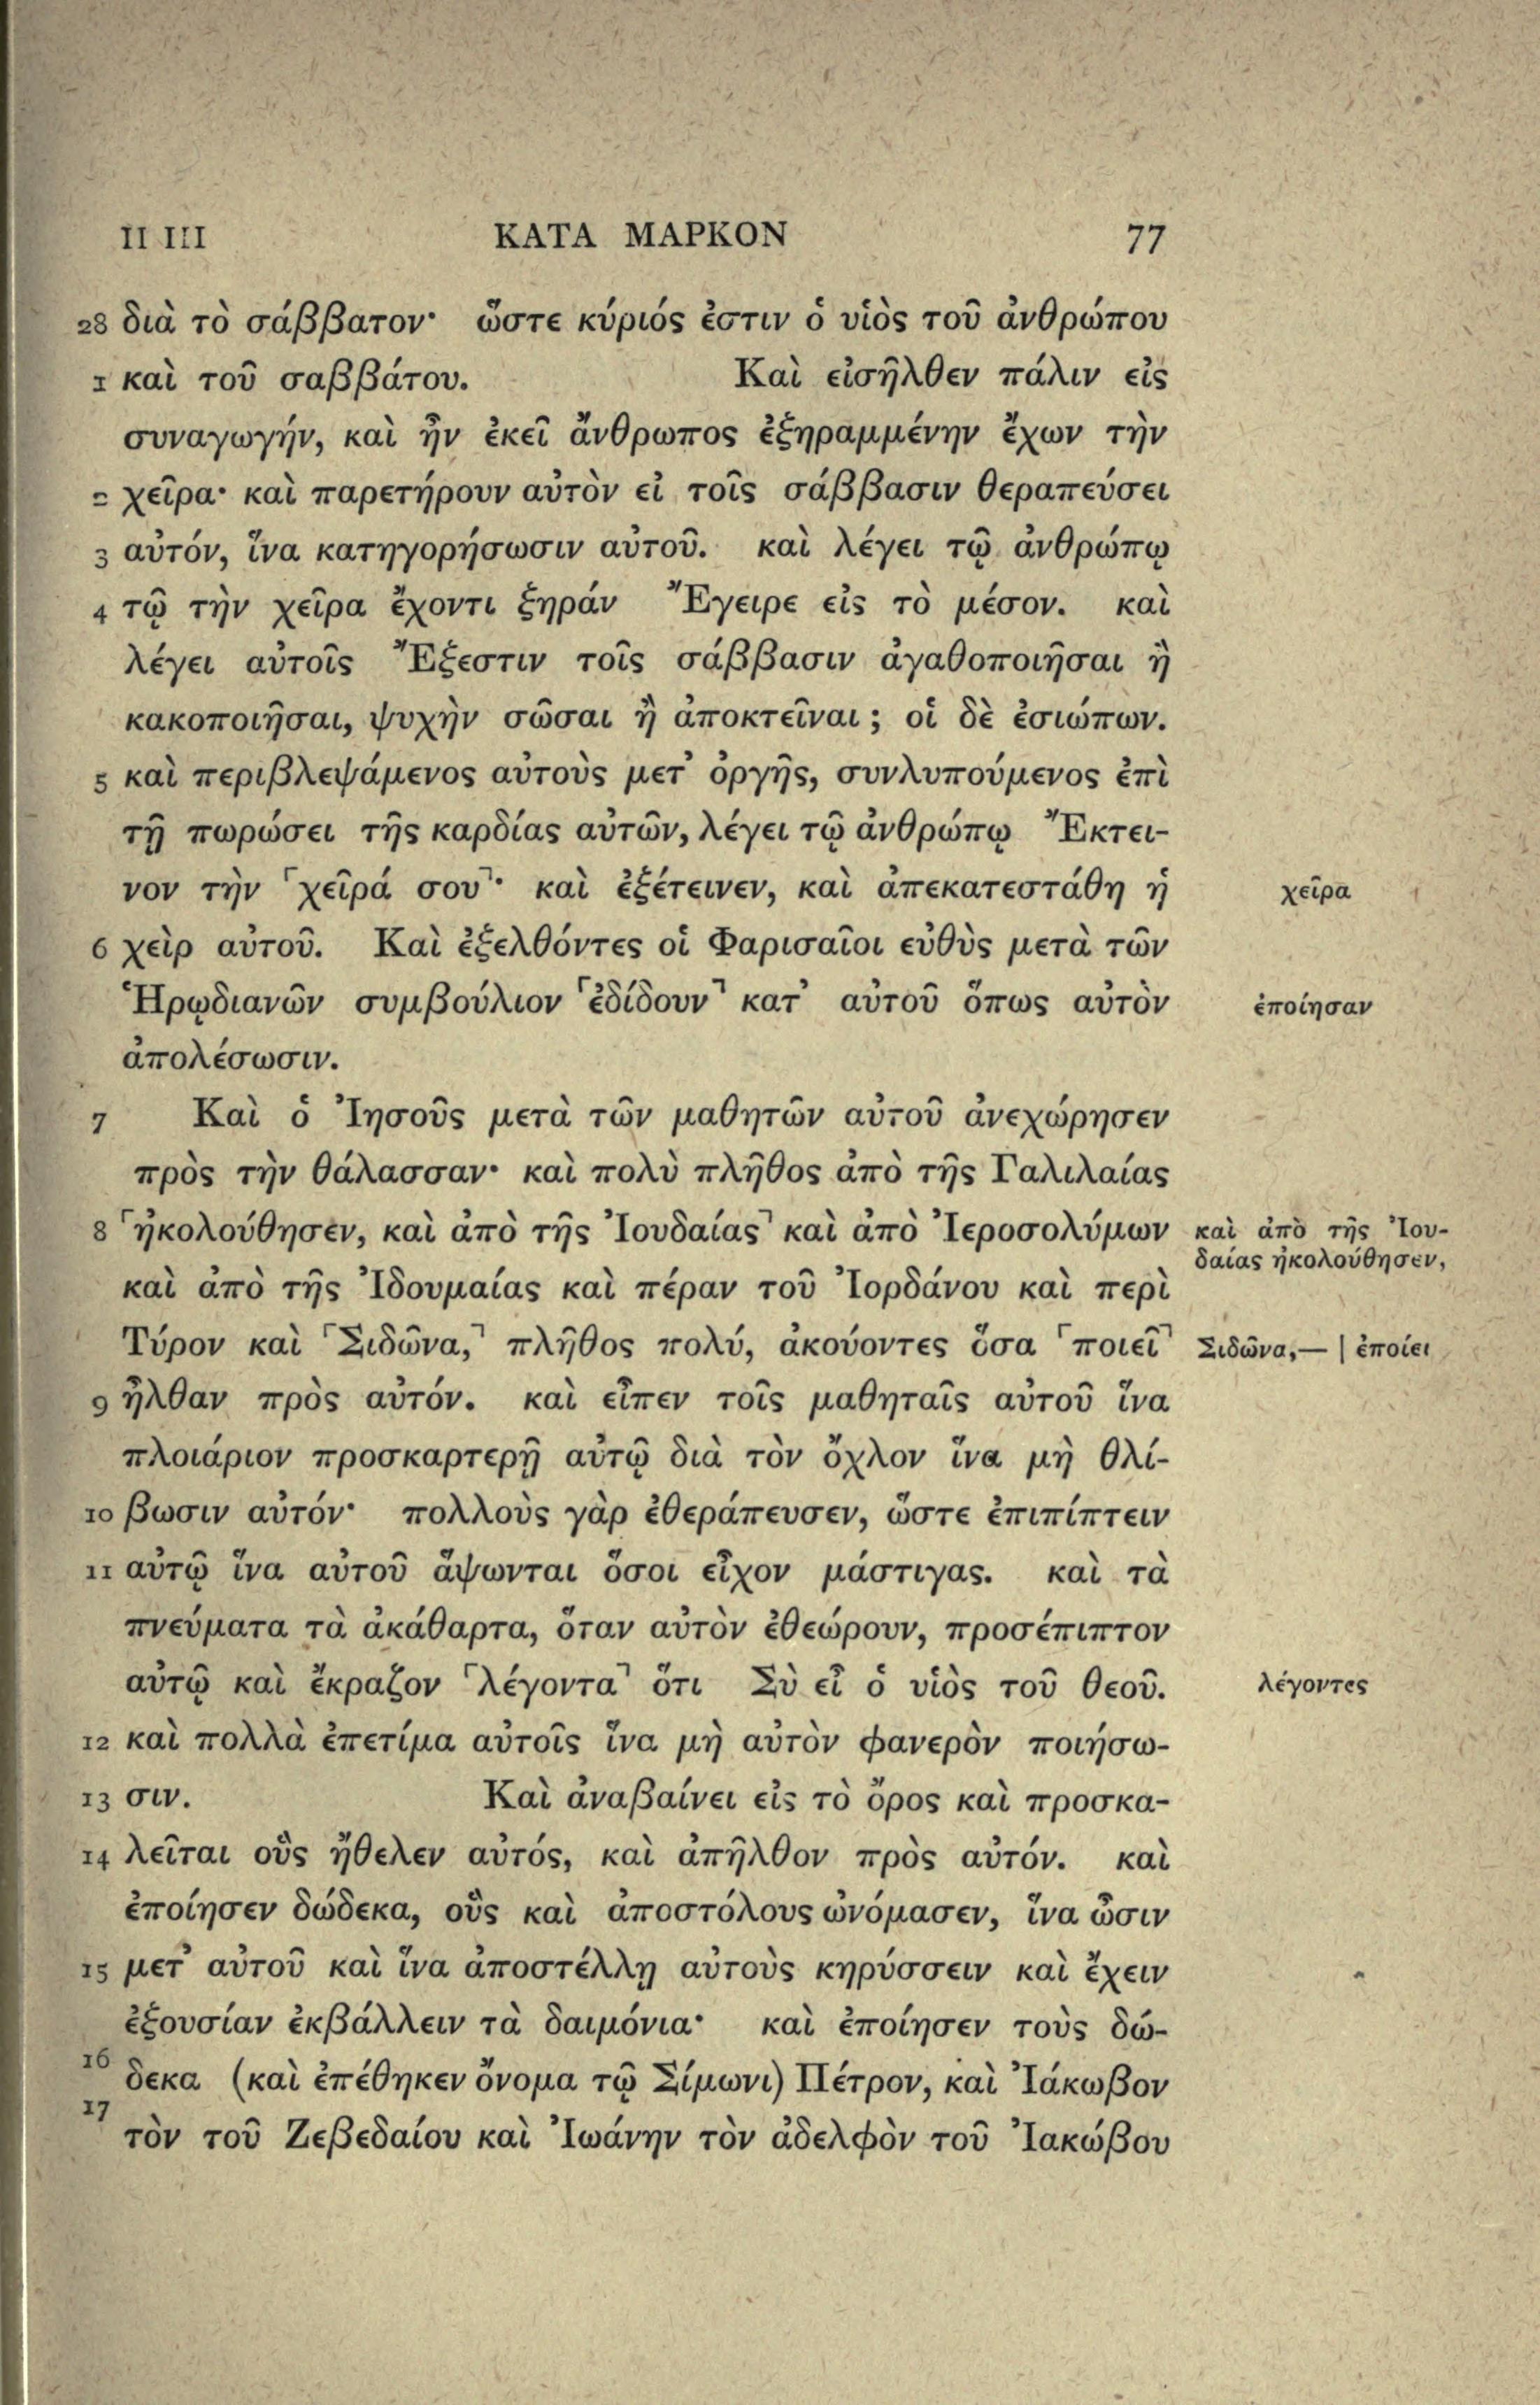 II III ΚΑΤΑ ΜΑΡΚΟΝ 77
28 διὰ τὸ σάββατον· ὥστε κύριός ἐστιν ὁ υἱὸς τοῦ ἀνθρώπου
1 καὶ τοῦ σαββάτου. Καὶ εἰσῆλθεν πάλιν εἰς
συναγωγήν, καὶ ἦν ἐκεῖ ἄνθρωπος ἐξηραμμένην ἔχων τὴν
2 χεῖρα· καὶ παρετήρουν αὐτὸν εἰ τοῖς σάββασιν θεραπεύσει
3 αὐτόν, ἵνα κατηγορήσωσιν αὐτοῦ. καὶ λέγει τῷ ἀνθρώπῳ
4 τῷ τὴν χεῖρα ἔχοντι ξηράν Ἔγειρε εἰς τὸ μέσον. καὶ
λέγει αὐτοῖς Ἔξεστιν τοῖς σάββασιν ἀγαθοποιῆσαι ἢ
κακοποιῆσαι, ψυχὴν σῶσαι ἢ ἀποκτεῖναι; οἱ δὲ ἐσιώπων.
5 καὶ περιβλεψάμενος αὐτοὺς μετ᾽ ὀργῆς, συνλυπούμενος ἐπὶ
τῇ πωρώσει τῆς καρδίας αὐτῶν, λέγει τῷ ἀνθρώπῳ Ἔκτει-
νον τὴν ⌜χεῖρά σου⌝· καὶ ἐξέτεινεν, καὶ ἀπεκατεστάθη ἡ χεῖρα
6 χεὶρ αὐτοῦ. Καὶ ἐξελθόντες οἱ Φαρισαῖοι εὐθὺς μετὰ τῶν
Ἡρῳδιανῶν συμβούλιον ⌜ἐδίδουν⌝ κατ᾽ αὐτοῦ ὅπως αὐτὸν ἐποίησαν
ἀπολέσωσιν.
7 Καὶ ὁ Ἰησοῦς μετὰ τῶν μαθητῶν αὐτοῦ ἀνεχώρησεν
πρὸς τὴν θάλασσαν· καὶ πολὺ πλῆθος ἀπὸ τῆς Γαλιλαίας
8 ⌜ἠκολούθησεν, καὶ ἀπὸ τῆς Ἰουδαίας⌝ καὶ ἀπὸ Ἰεροσολύμων καὶ ἀπὸ τῆς Ἰου-
δαίας ἠκολούθησεν,
καὶ ἀπὸ τῆς Ἰδουμαίας καὶ πέραν τοῦ Ἰορδάνου καὶ περὶ
Τύρον καὶ ⌜Σιδῶνα,⌝ πλῆθος πολύ, ἀκούοντες ὅσα ⌜ποιεῖ⌝ Σιδῶνα,— | ἐποίει
9 ἦλθαν πρὸς αὐτόν. καὶ εἶπεν τοῖς μαθηταῖς αὐτοῦ ἵνα
πλοιάριον προσκαρτερῇ αὐτῷ διὰ τὸν ὄχλον ἵνα μὴ θλί-
10 βωσιν αὐτόν· πολλοὺς γὰρ ἐθεράπευσεν, ὥστε ἐπιπίπτειν
11 αὐτῷ ἵνα αὐτοῦ ἅψωνται ὅσοι εἶχον μάστιγας. καὶ τὰ
πνεύματα τὰ ἀκάθαρτα, ὅταν αὐτὸν ἐθεώρουν, προσέπιπτον
αὐτῷ καὶ ἔκραζον ⌜λέγοντα⌝ ὅτι Σὺ εἶ ὁ υἱὸς τοῦ θεοῦ. λέγοντες
12 καὶ πολλὰ ἐπετίμα αὐτοῖς ἵνα μὴ αὐτὸν φανερὸν ποιήσω-
13 σιν. Καὶ ἀναβαίνει εἰς τὸ ὄρος καὶ προσκα-
14 λεῖται οὓς ἤθελεν αὐτός, καὶ ἀπῆλθον πρὸς αὐτόν. καὶ
ἐποίησεν δώδεκα, οὓς καὶ ἀποστόλους ὠνόμασεν, ἵνα ὦσιν
15 μετ᾽ αὐτοῦ καὶ ἵνα ἀποστέλλῃ αὐτοὺς κηρύσσειν καὶ ἔχειν
ἐξουσίαν ἐκβάλλειν τὰ δαιμόνια· καὶ ἐποίησεν τοὺς δώ-
16 δεκα (καὶ ἐπέθηκεν ὄνομα τῷ Σίμωνι) Πέτρον, καὶ Ἰάκωβον
17 τὸν τοῦ Ζεβεδαίου καὶ Ἰωάνην τὸν ἀδελφὸν τοῦ Ἰακώβου